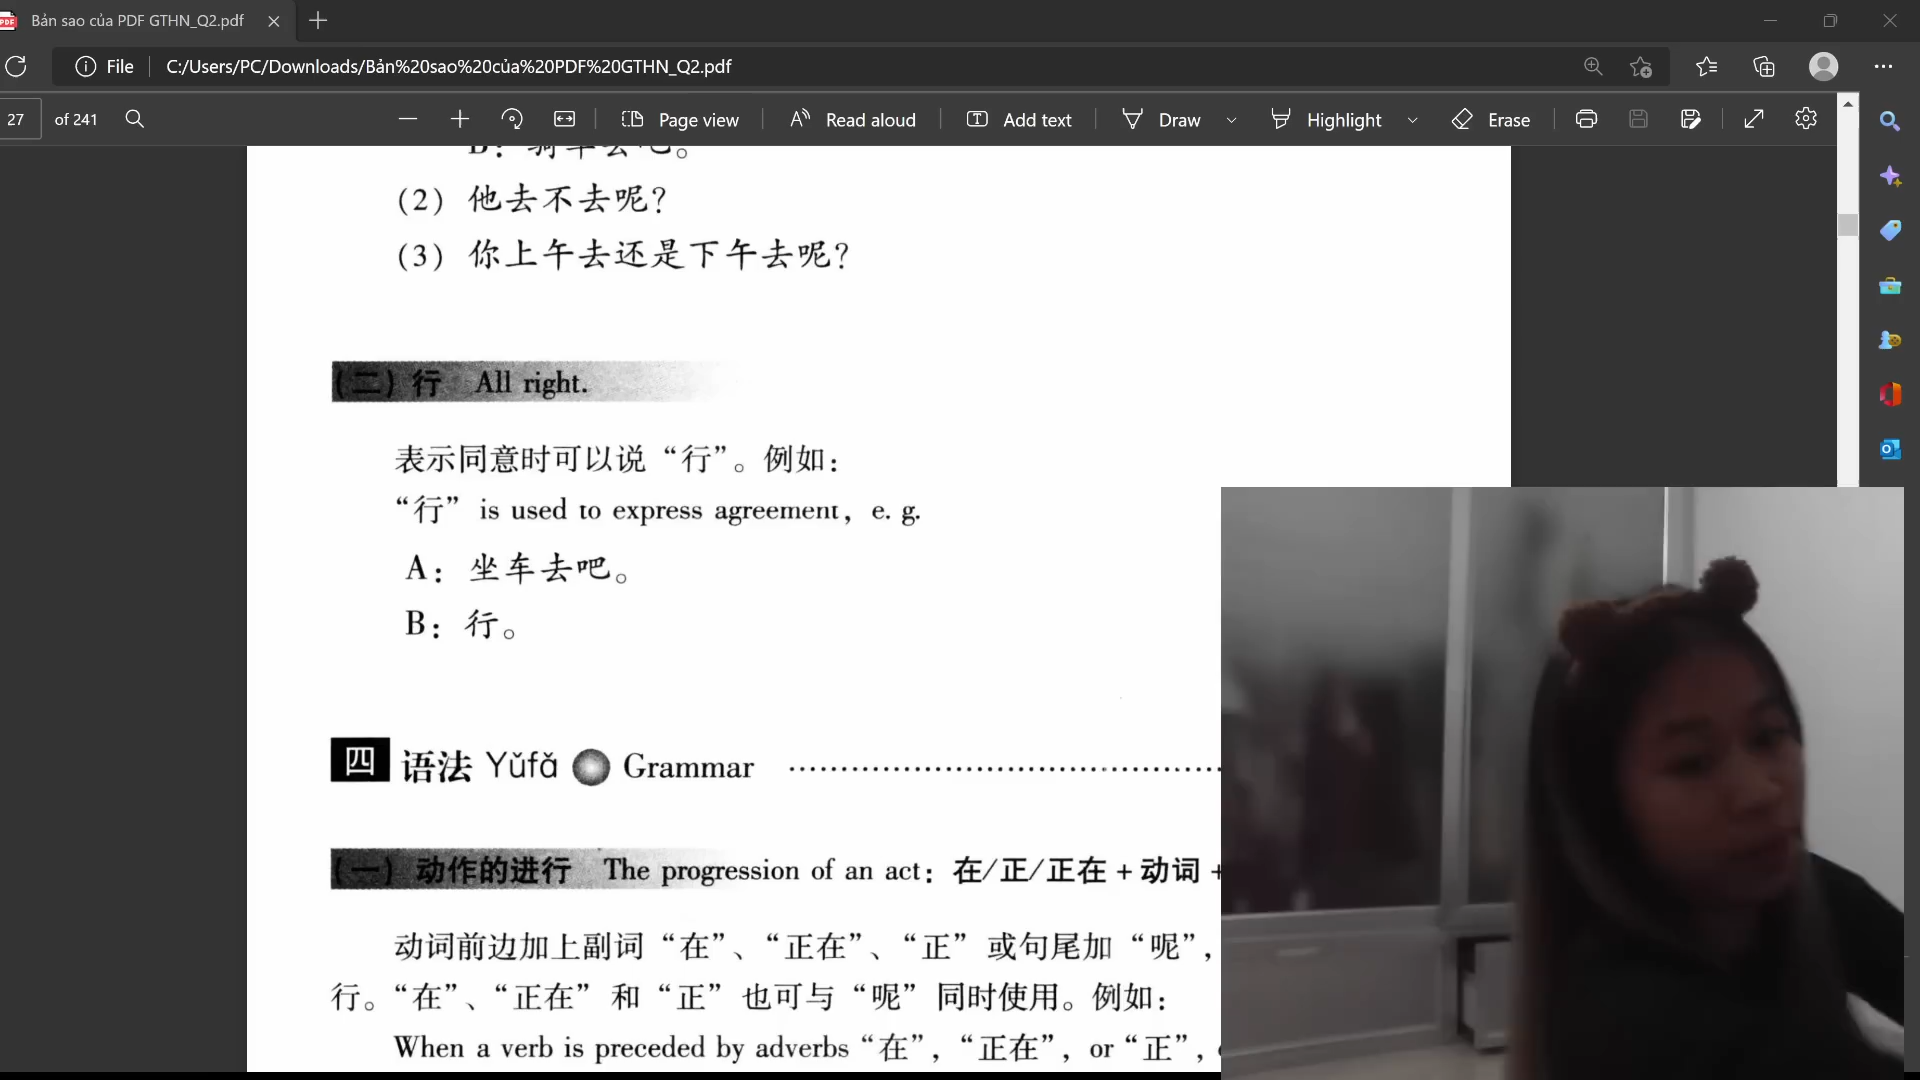 Bản sao của PDF GTHN_Q2.pdf
File C:/Users/PC/Downloads/Bản%20sao%20của%20PDF%20GTHN_Q2.pdf
27 of 241 Page view Read aloud Add text Draw Highlight Erase
B：骑车去吧。
(2) 他去不去呢？
(3) 你上午去还是下午去呢？
(二) 行 All right.
表示同意时可以说“行”。例如：
“行” is used to express agreement, e. g.
A：坐车去吧。
B：行。
四 语法 Yǔfǎ Grammar
(一) 动作的进行 The progression of an act：在/正/正在 + 动词 +
动词前边加上副词“在”、“正在”、“正”或句尾加“呢”，
行。“在”、“正在”和“正”也可与“呢”同时使用。例如：
When a verb is preceded by adverbs “在”, “正在”, or “正”,